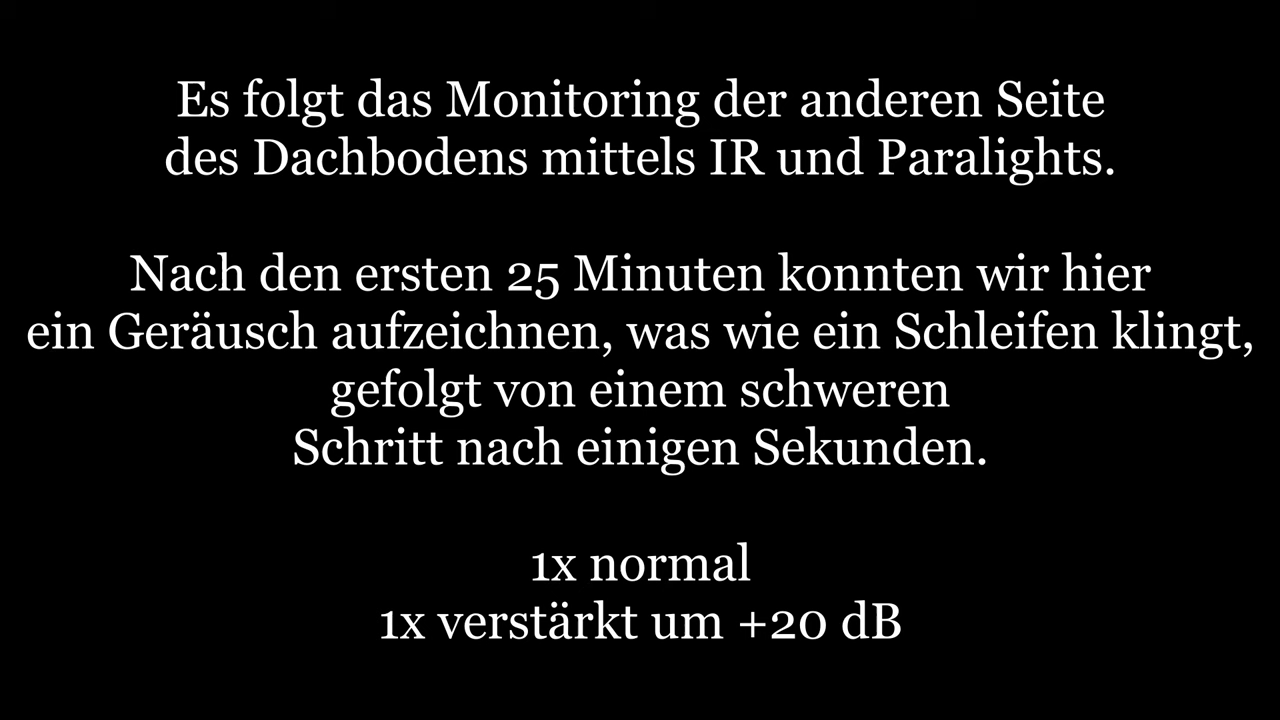 Es folgt das Monitoring der anderen Seite
des Dachbodens mittels IR und Paralights.
Nach den ersten 25 Minuten konnten wir hier
ein Geräusch aufzeichnen, was wie ein Schleifen klingt,
gefolgt von einem schweren
Schritt nach einigen Sekunden.
1x normal
1x verstärkt um +20 dB